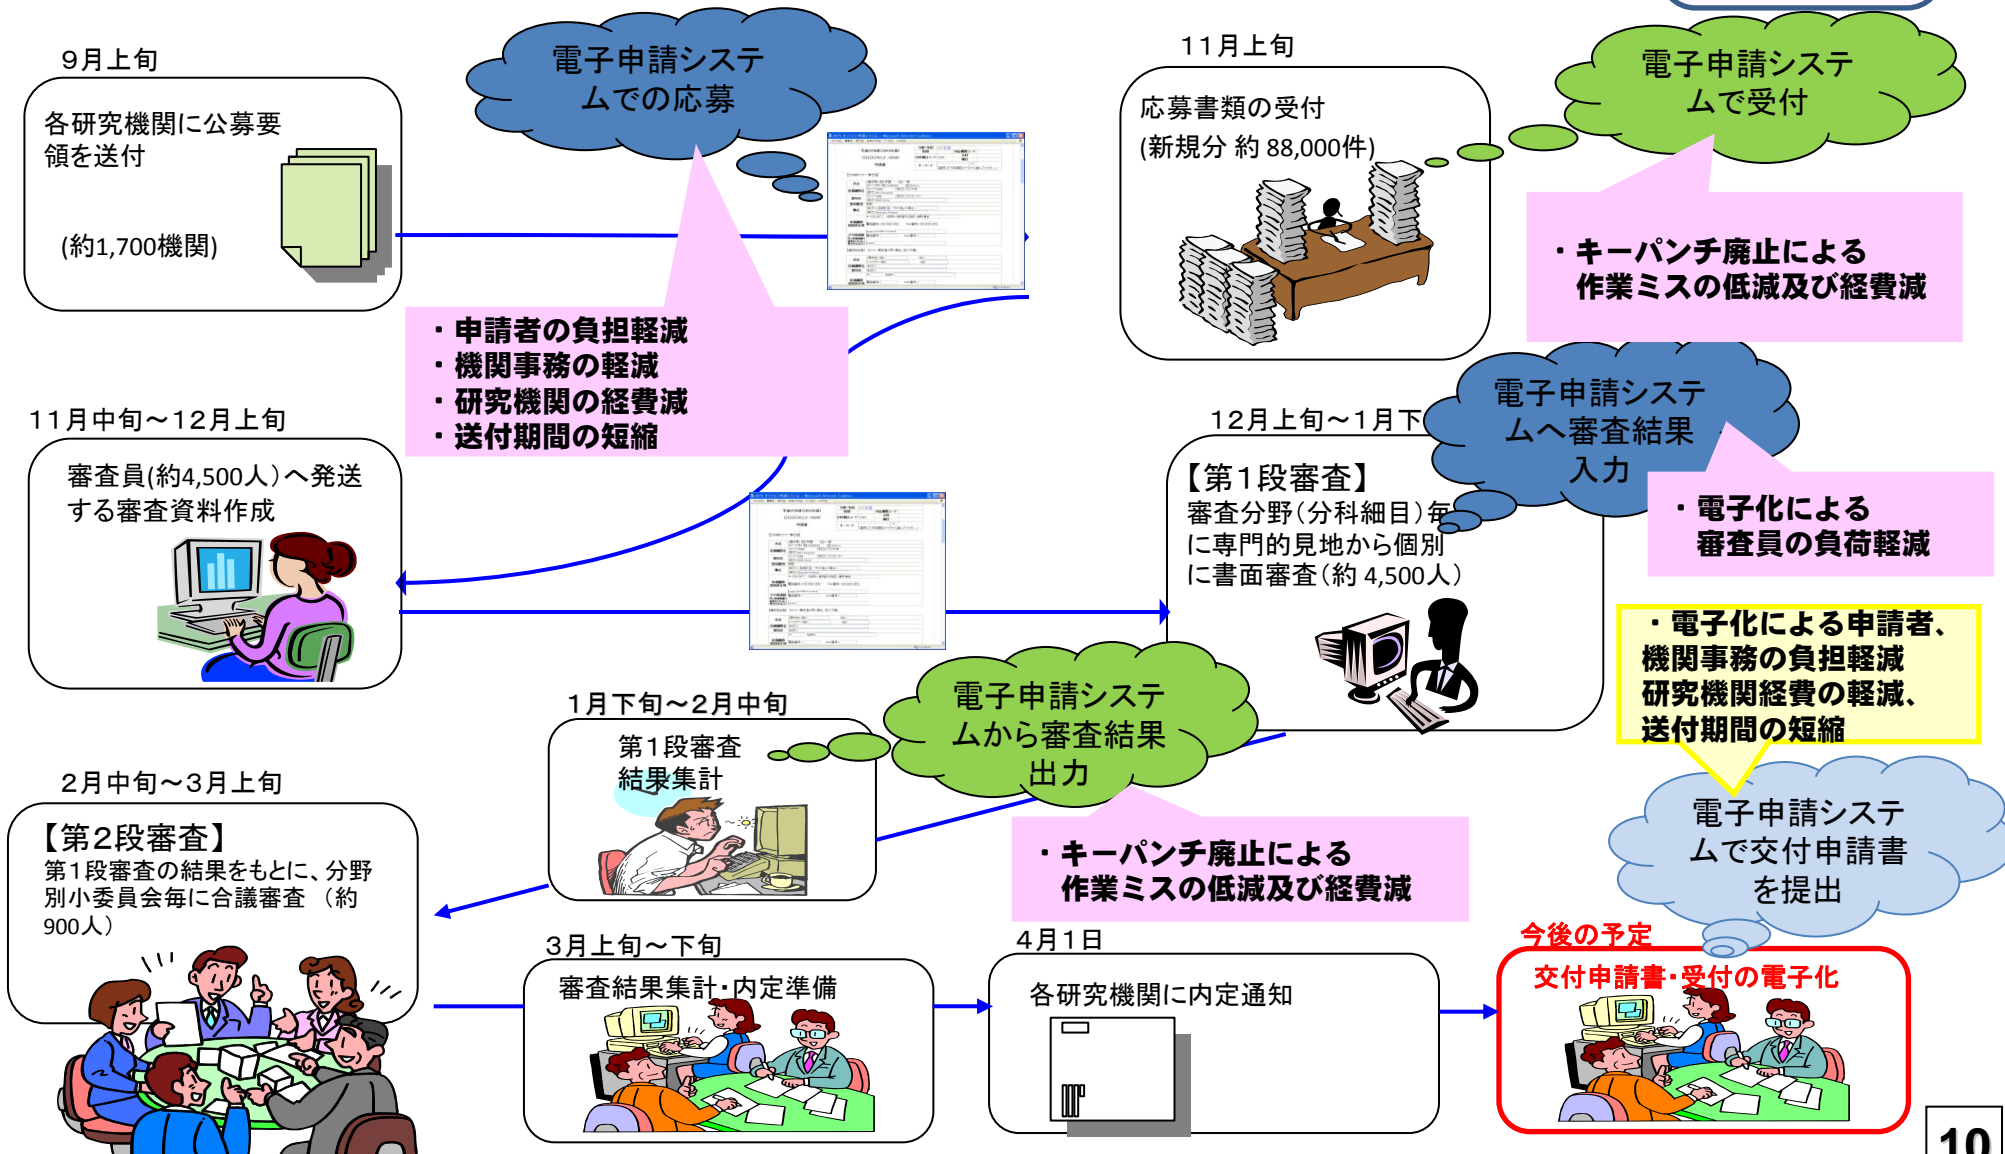 9月上旬
各研究機関に公募要
領を送付
(約1,700機関)
電子申請システ
ムでの応募
・申請者の負担軽減
・機関事務の軽減
・研究機関の経費減
・送付期間の短縮
11月上旬
応募書類の受付
(新規分 約 88,000件)
電子申請システ
ムで受付
・キーパンチ廃止による
作業ミスの低減及び経費減
11月中旬～12月上旬
審査員(約4,500人)へ発送
する審査資料作成
12月上旬～1月下
【第1段審査】
審査分野(分科細目)毎
に専門的見地から個別
に書面審査(約 4,500人)
電子申請システ
ムへ審査結果
入力
・電子化による
審査員の負荷軽減
1月下旬～2月中旬
第1段審査
結果集計
電子申請システ
ムから審査結果
出力
・キーパンチ廃止による
作業ミスの低減及び経費減
2月中旬～3月上旬
【第2段審査】
第1段審査の結果をもとに、分野
別小委員会毎に合議審査 (約
900人)
3月上旬～下旬
審査結果集計・内定準備
4月1日
各研究機関に内定通知
・電子化による申請者、
機関事務の負担軽減
研究機関経費の軽減、
送付期間の短縮
電子申請システ
ムで交付申請書
を提出
今後の予定
交付申請書・受付の電子化
10